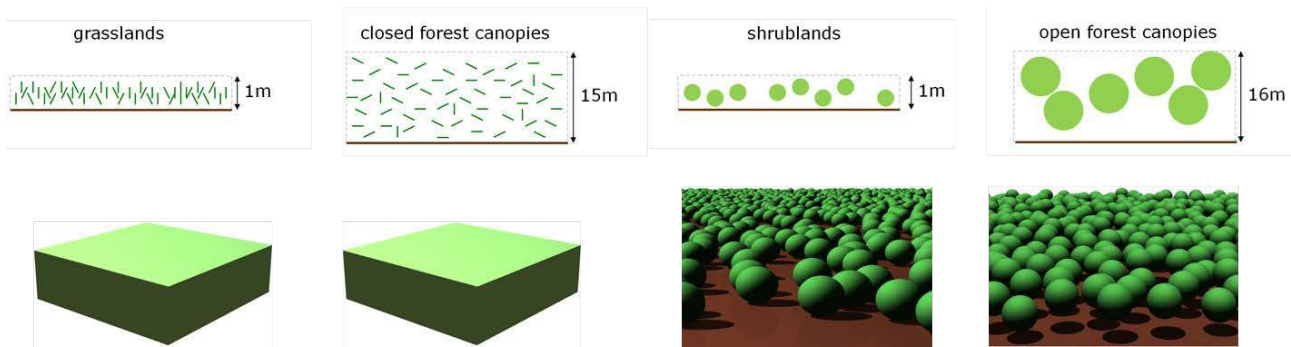 grasslands
1m
closed forest canopies
15m
shrublands
1m
open forest canopies
16m